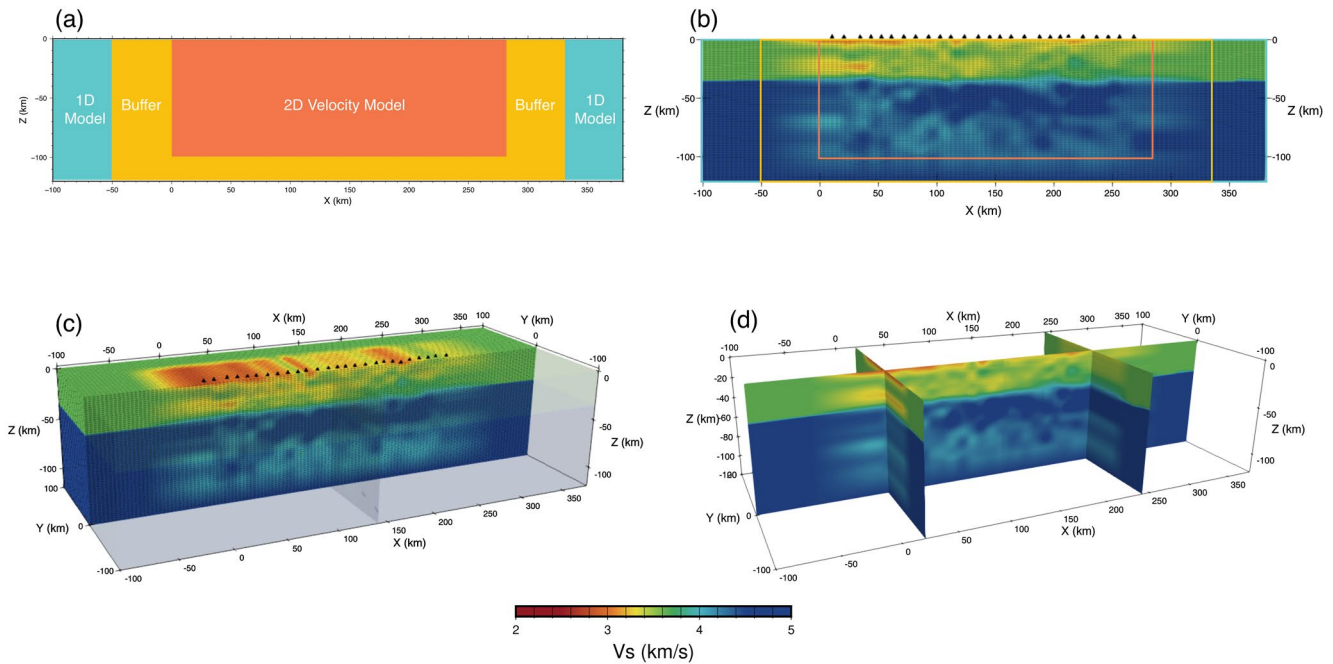 (a)
0
−50
−100
Z (km)
1D
Model
Buffer
2D Velocity Model
Buffer
1D
Model
−100 −50 0 50 100 150 200 250 300 350
X (km)
(b)
0
-50
-100
Z (km)
0
-50
-100
Z (km)
-100 -50 0 50 100 150 200 250 300 350
X (km)
(c)
X (km)
-100 -50 0 50 100 150 200 250 300 350 100
Y (km)
0
-100
0
-50
-100
Z (km)
0
-50
-100
100
Z (km)
Y (km)
0
-100
-100 -50 0 50 100 150 200 250 300 350
X (km)
(d)
X (km)
-100 -50 0 50 100 150 200 250 300 350 100
Y (km)
0
-100
0
-50
-100
Z (km)
0
-20
-40
Z (km)-60
-80
-100
-120
Y (km)
0
-100
-100 -50 0 50 100 150 200 250 300 350
X (km)
2 3 4 5
Vs (km/s)